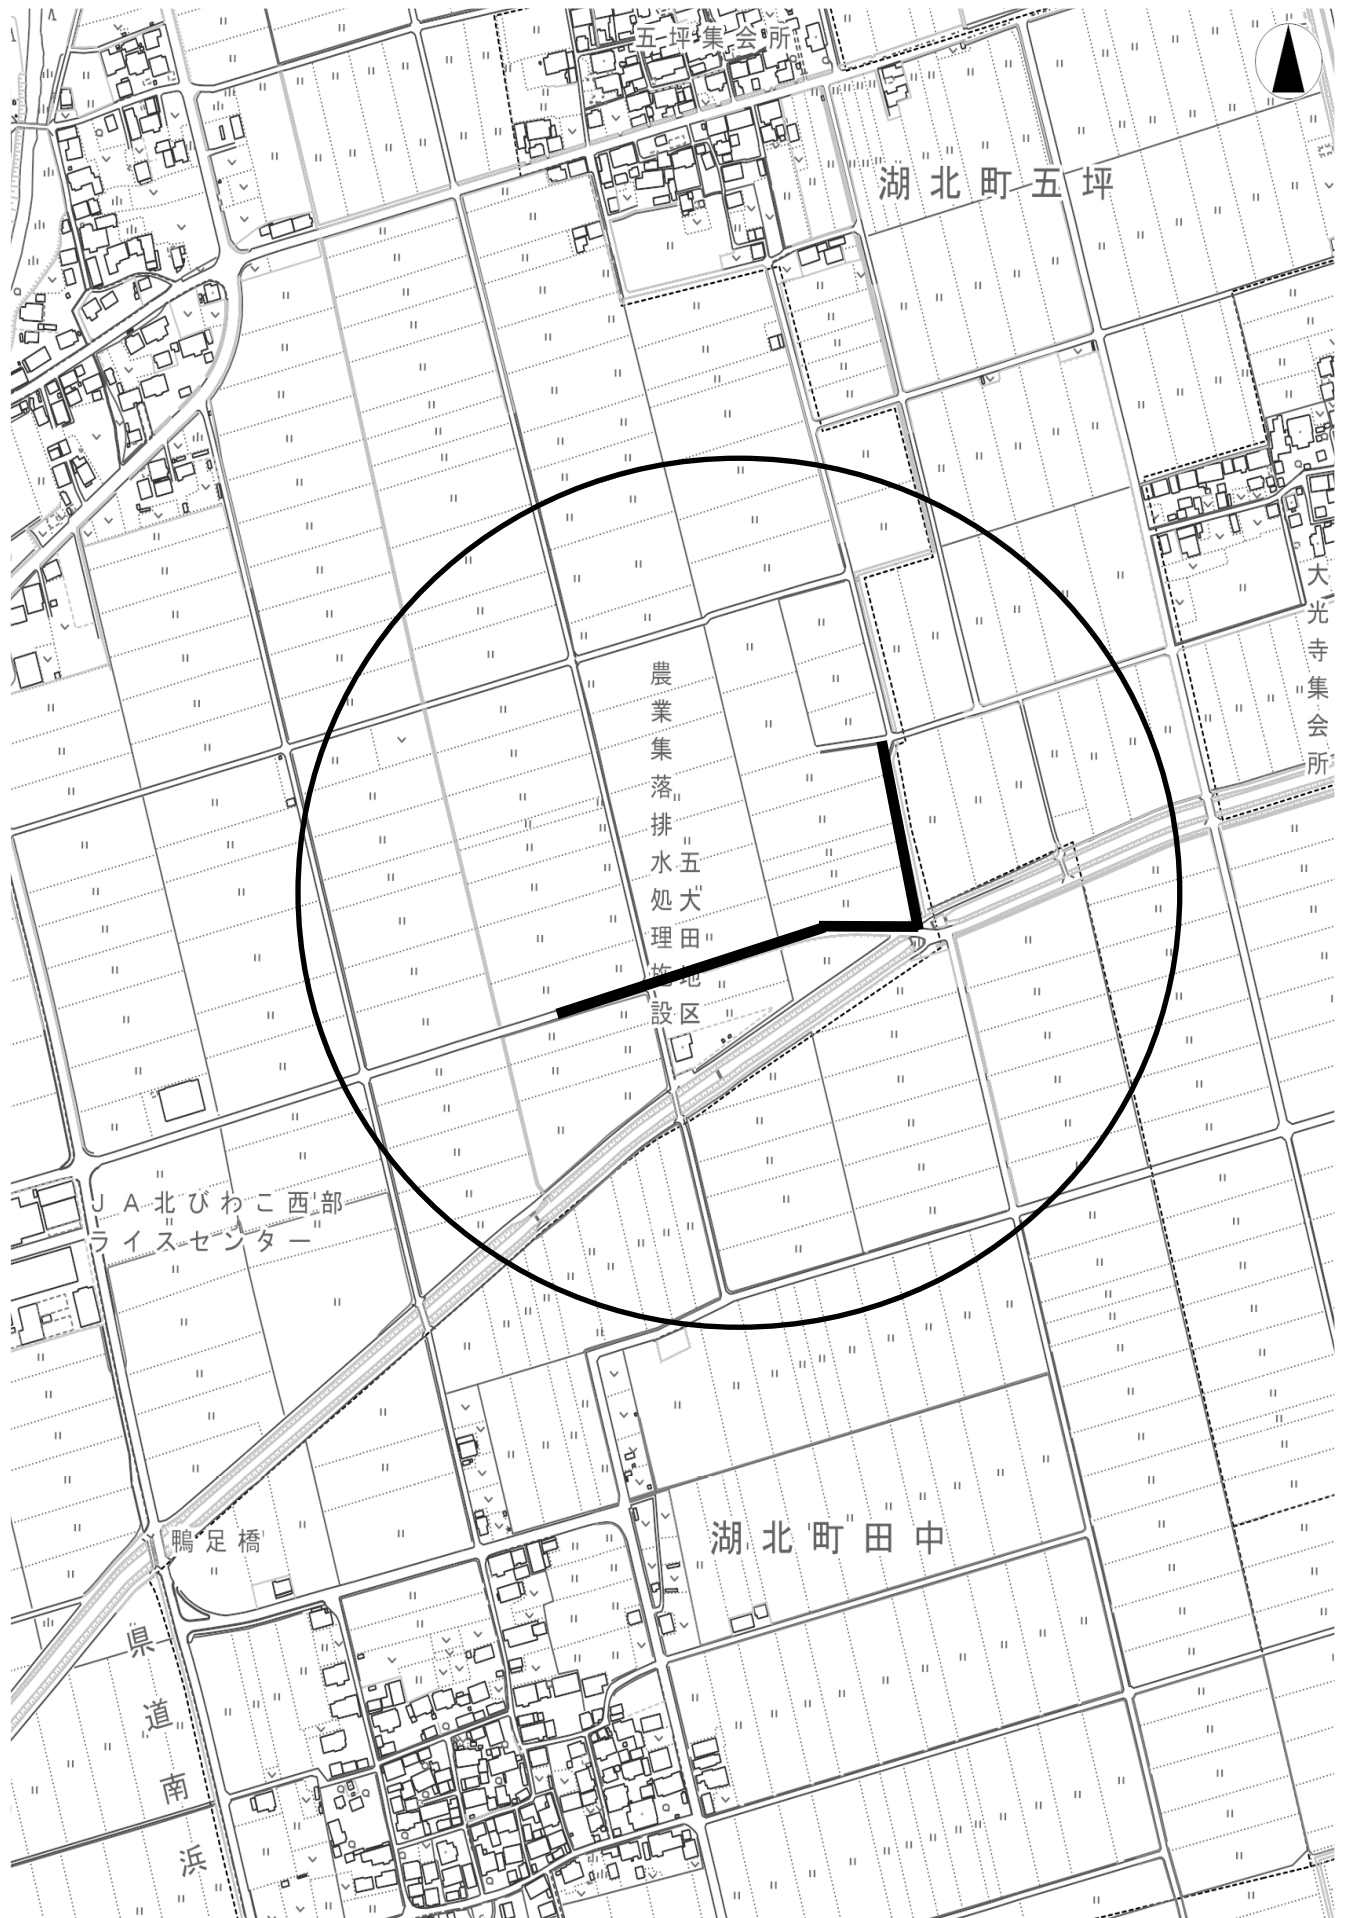 五坪集会所
湖北町五坪
大光寺集会所
農業集落排水処理施設
五大田地区
ＪＡ北びわこ西部
ライスセンター
鴨足橋
湖北町田中
県道南浜